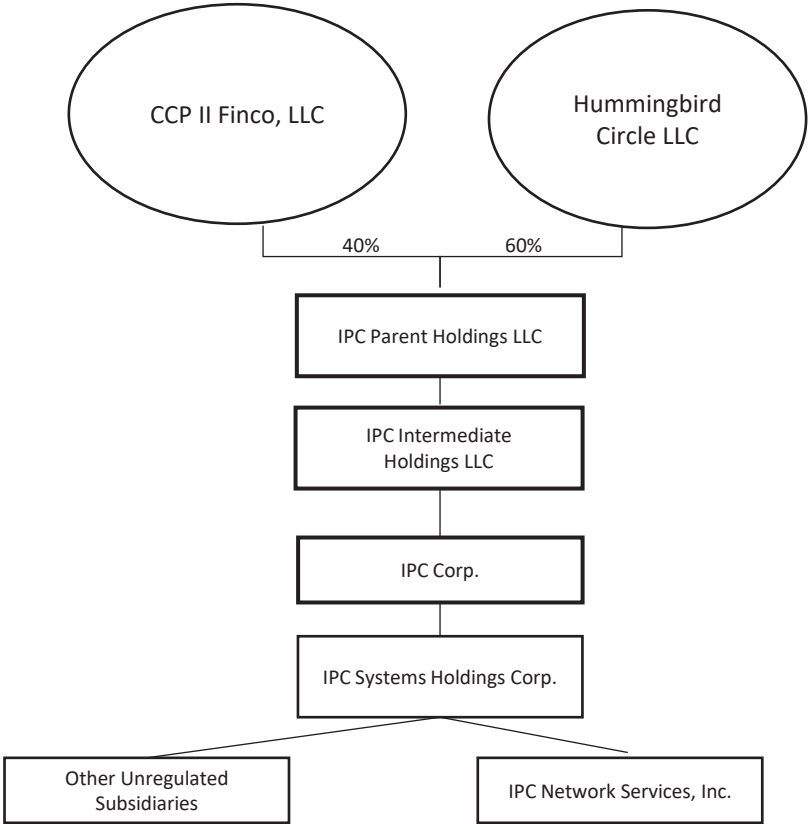 CCP II Finco, LLC
Hummingbird
Circle LLC
40%
60%
IPC Parent Holdings LLC
IPC Intermediate
Holdings LLC
IPC Corp.
IPC Systems Holdings Corp.
Other Unregulated
Subsidiaries
IPC Network Services, Inc.